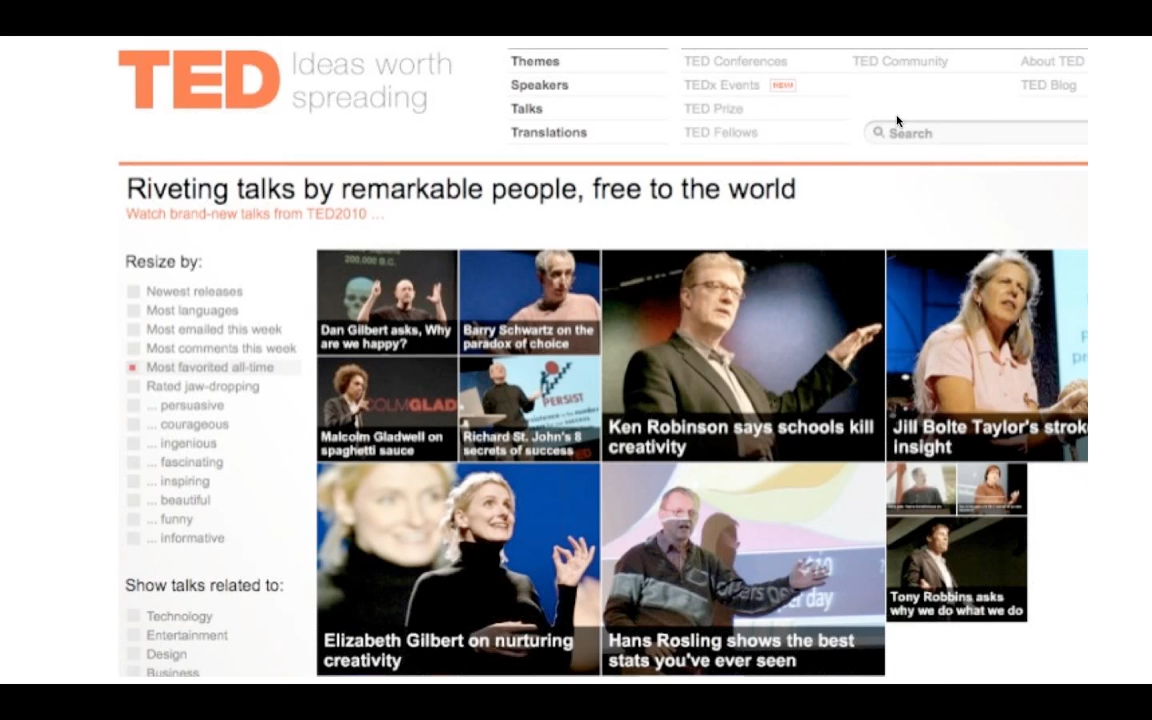 TED
Ideas worth
spreading
Themes
Speakers
Talks
Translations
TED Conferences
TEDx Events NEW!
TED Prize
TED Fellows
TED Community
About TED
TED Blog
Search
Riveting talks by remarkable people, free to the world
Watch brand-new talks from TED2010 ...
Resize by:
Newest releases
Most languages
Most emailed this week
Most comments this week
Most favorited all-time
Rated jaw-dropping
... persuasive
... courageous
... ingenious
... fascinating
... inspiring
... beautiful
... funny
... informative
Show talks related to:
Technology
Entertainment
Design
Business
200,000 B.C.
Dan Gilbert asks, Why
are we happy?
Barry Schwartz on the
paradox of choice
COLMGLAD
Malcolm Gladwell on
spaghetti sauce
PERSIST
Richard St. John's 8
secrets of success
Ken Robinson says schools kill
creativity
Jill Bolte Taylor's stroke
insight
Elizabeth Gilbert on nurturing
creativity
Hans Rosling shows the best
stats you've ever seen
Tony Robbins asks
why we do what we do